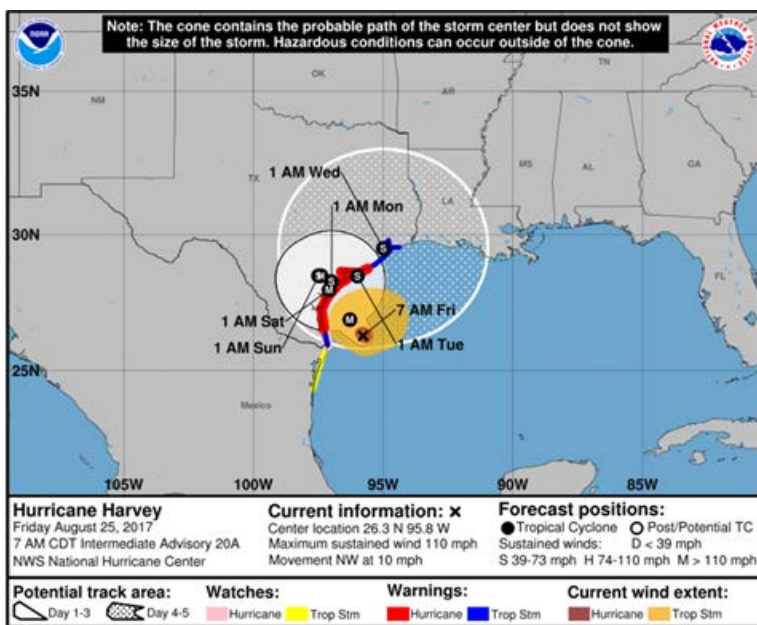 NOAA
Note: The cone contains the probable path of the storm center but does not show
the size of the storm. Hazardous conditions can occur outside of the cone.
NATIONAL WEATHER SERVICE
35N
30N
25N
NM
OK
AR
TN
TX
LA
MS
AL
GA
FL
Mexico
1 AM Wed
1 AM Mon
1 AM Sat
1 AM Sun
7 AM Fri
1 AM Tue
S
M
S
M
S
M
105W
100W
95W
90W
85W
Hurricane Harvey
Friday August 25, 2017
7 AM CDT Intermediate Advisory 20A
NWS National Hurricane Center
Current information: x
Center location 26.3 N 95.8 W
Maximum sustained wind 110 mph
Movement NW at 10 mph
Forecast positions:
Tropical Cyclone Post/Potential TC
Sustained winds: D < 39 mph
S 39-73 mph H 74-110 mph M > 110 mph
Potential track area:
Day 1-3 Day 4-5
Watches:
Hurricane Trop Stm
Warnings:
Hurricane Trop Stm
Current wind extent:
Hurricane Trop Stm